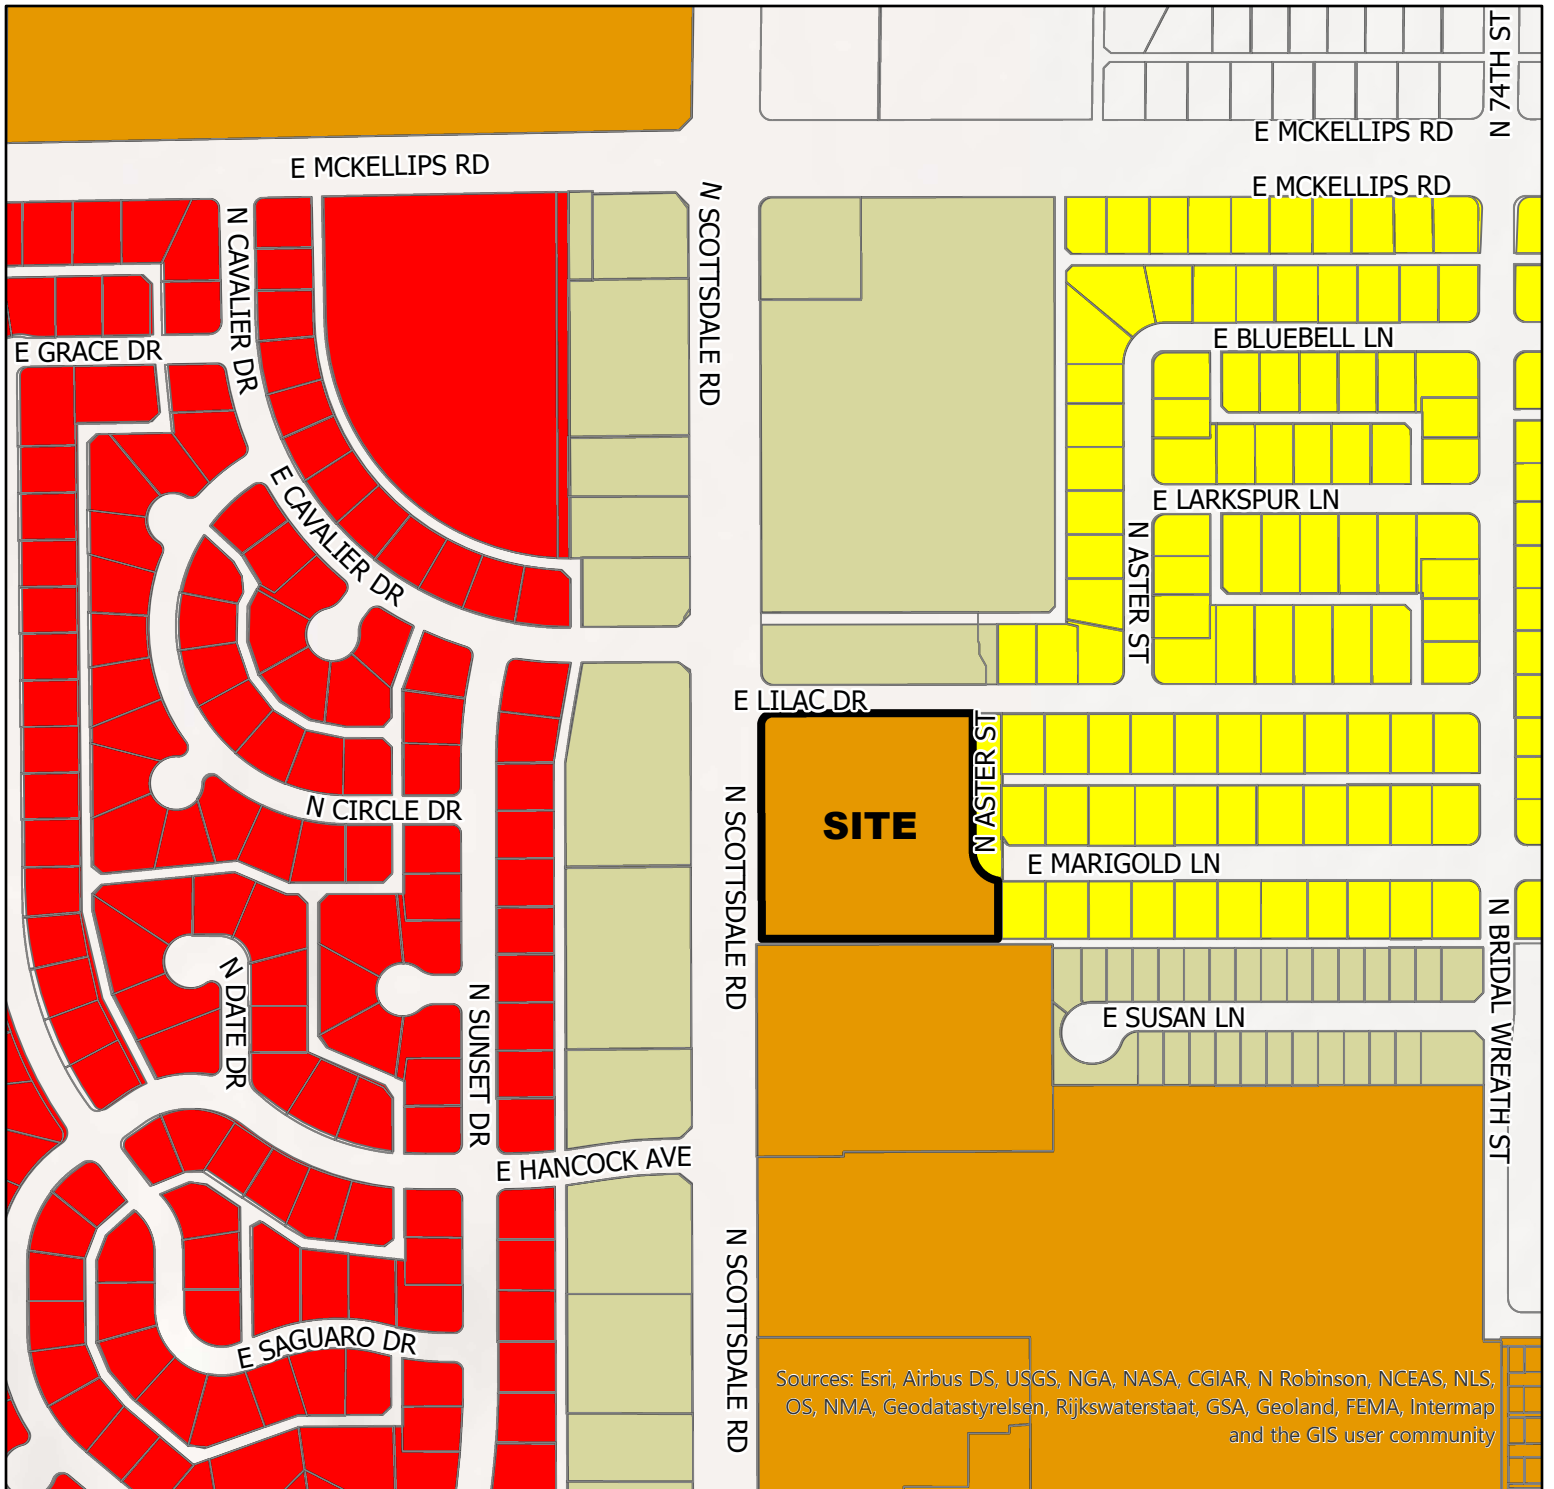 N 74TH ST
E MCKELLIPS RD
E MCKELLIPS RD
E MCKELLIPS RD
N CAVALIER DR
N SCOTTSDALE RD
E GRACE DR
E BLUEBELL LN
E CAVALIER DR
E LARKSPUR LN
N ASTER ST
E LILAC DR
N ASTER ST
N CIRCLE DR
N SCOTTSDALE RD
SITE
E MARIGOLD LN
N DATE DR
N SUNSET DR
E SUSAN LN
N BRIDAL WREATH ST
E HANCOCK AVE
N SCOTTSDALE RD
E SAGUARO DR
Sources: Esri, Airbus DS, USGS, NGA, NASA, CGIAR, N Robinson, NCEAS, NLS,
OS, NMA, Geodatastyrelsen, Rijkswaterstaat, GSA, Geoland, FEMA, Intermap
and the GIS user community